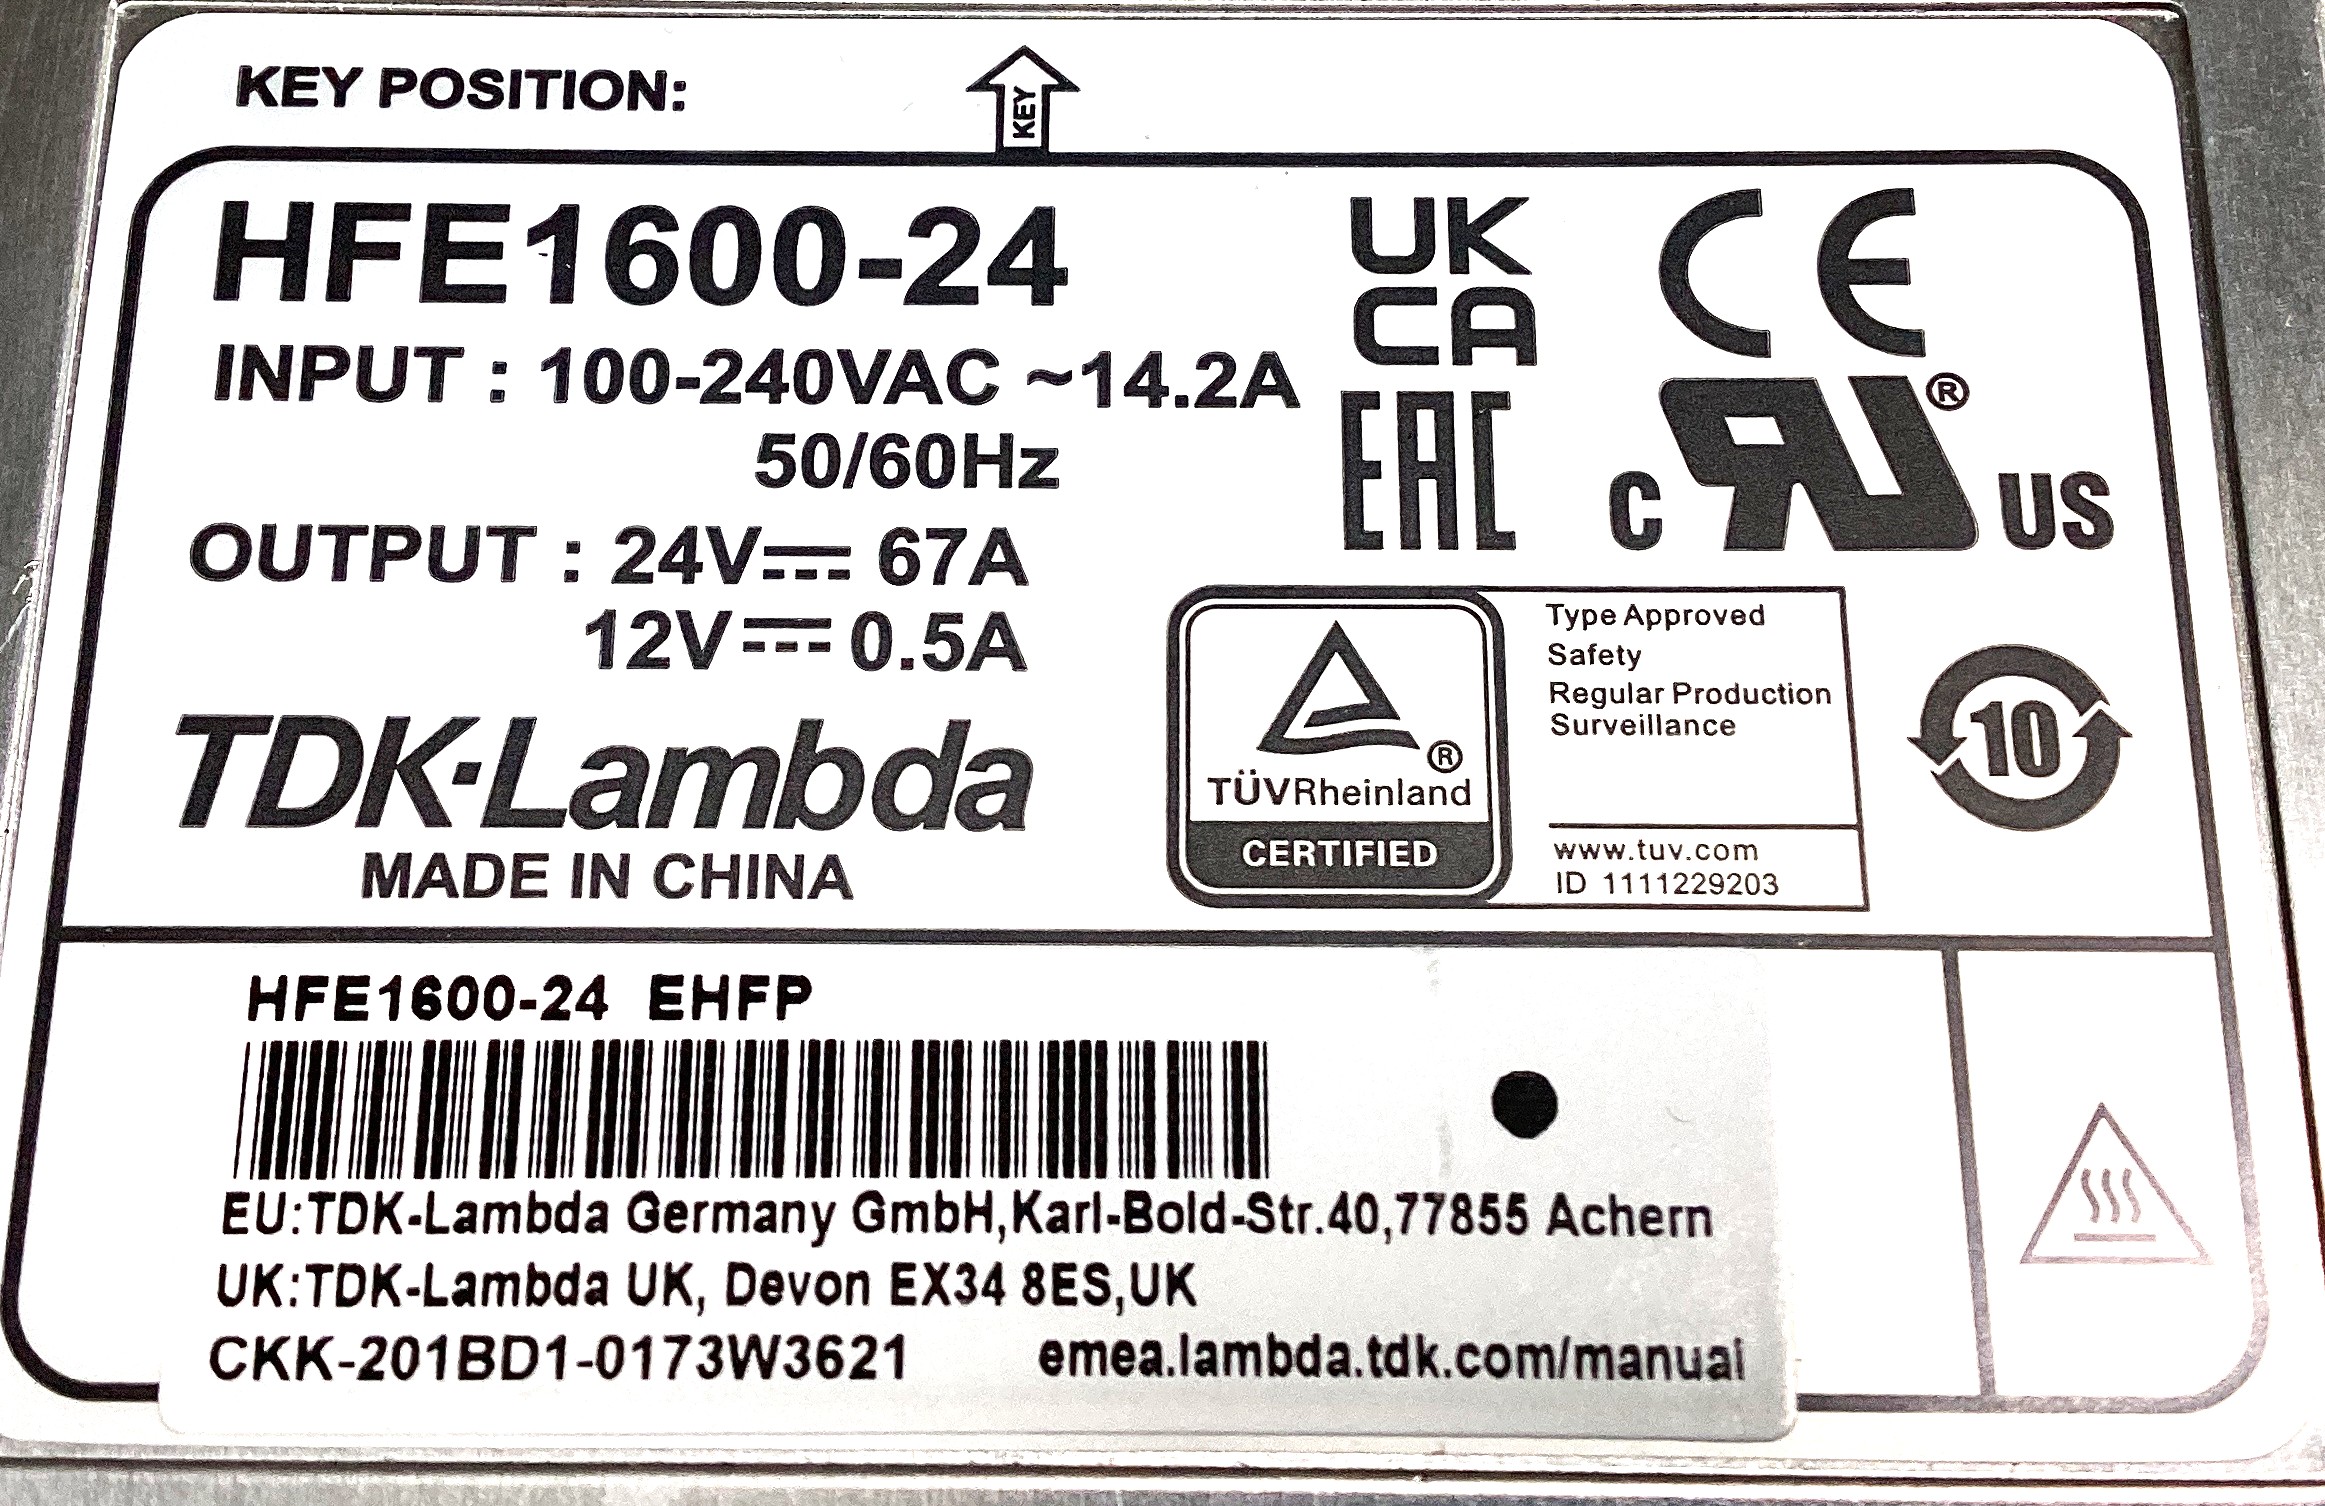 KEY POSITION:
KEY
HFE1600-24
INPUT : 100-240VAC ~14.2A
50/60Hz
OUTPUT : 24V⎓ 67A
12V⎓ 0.5A
TDK·Lambda
MADE IN CHINA
UK
CA
CE
EAC
C UR® US
Type Approved
Safety
Regular Production
Surveillance
®
TÜVRheinland
CERTIFIED
www.tuv.com
ID 1111229203
10
HFE1600-24 EHFP
EU:TDK-Lambda Germany GmbH,Karl-Bold-Str.40,77855 Achern
UK:TDK-Lambda UK, Devon EX34 8ES,UK
CKK-201BD1-0173W3621 emea.lambda.tdk.com/manual